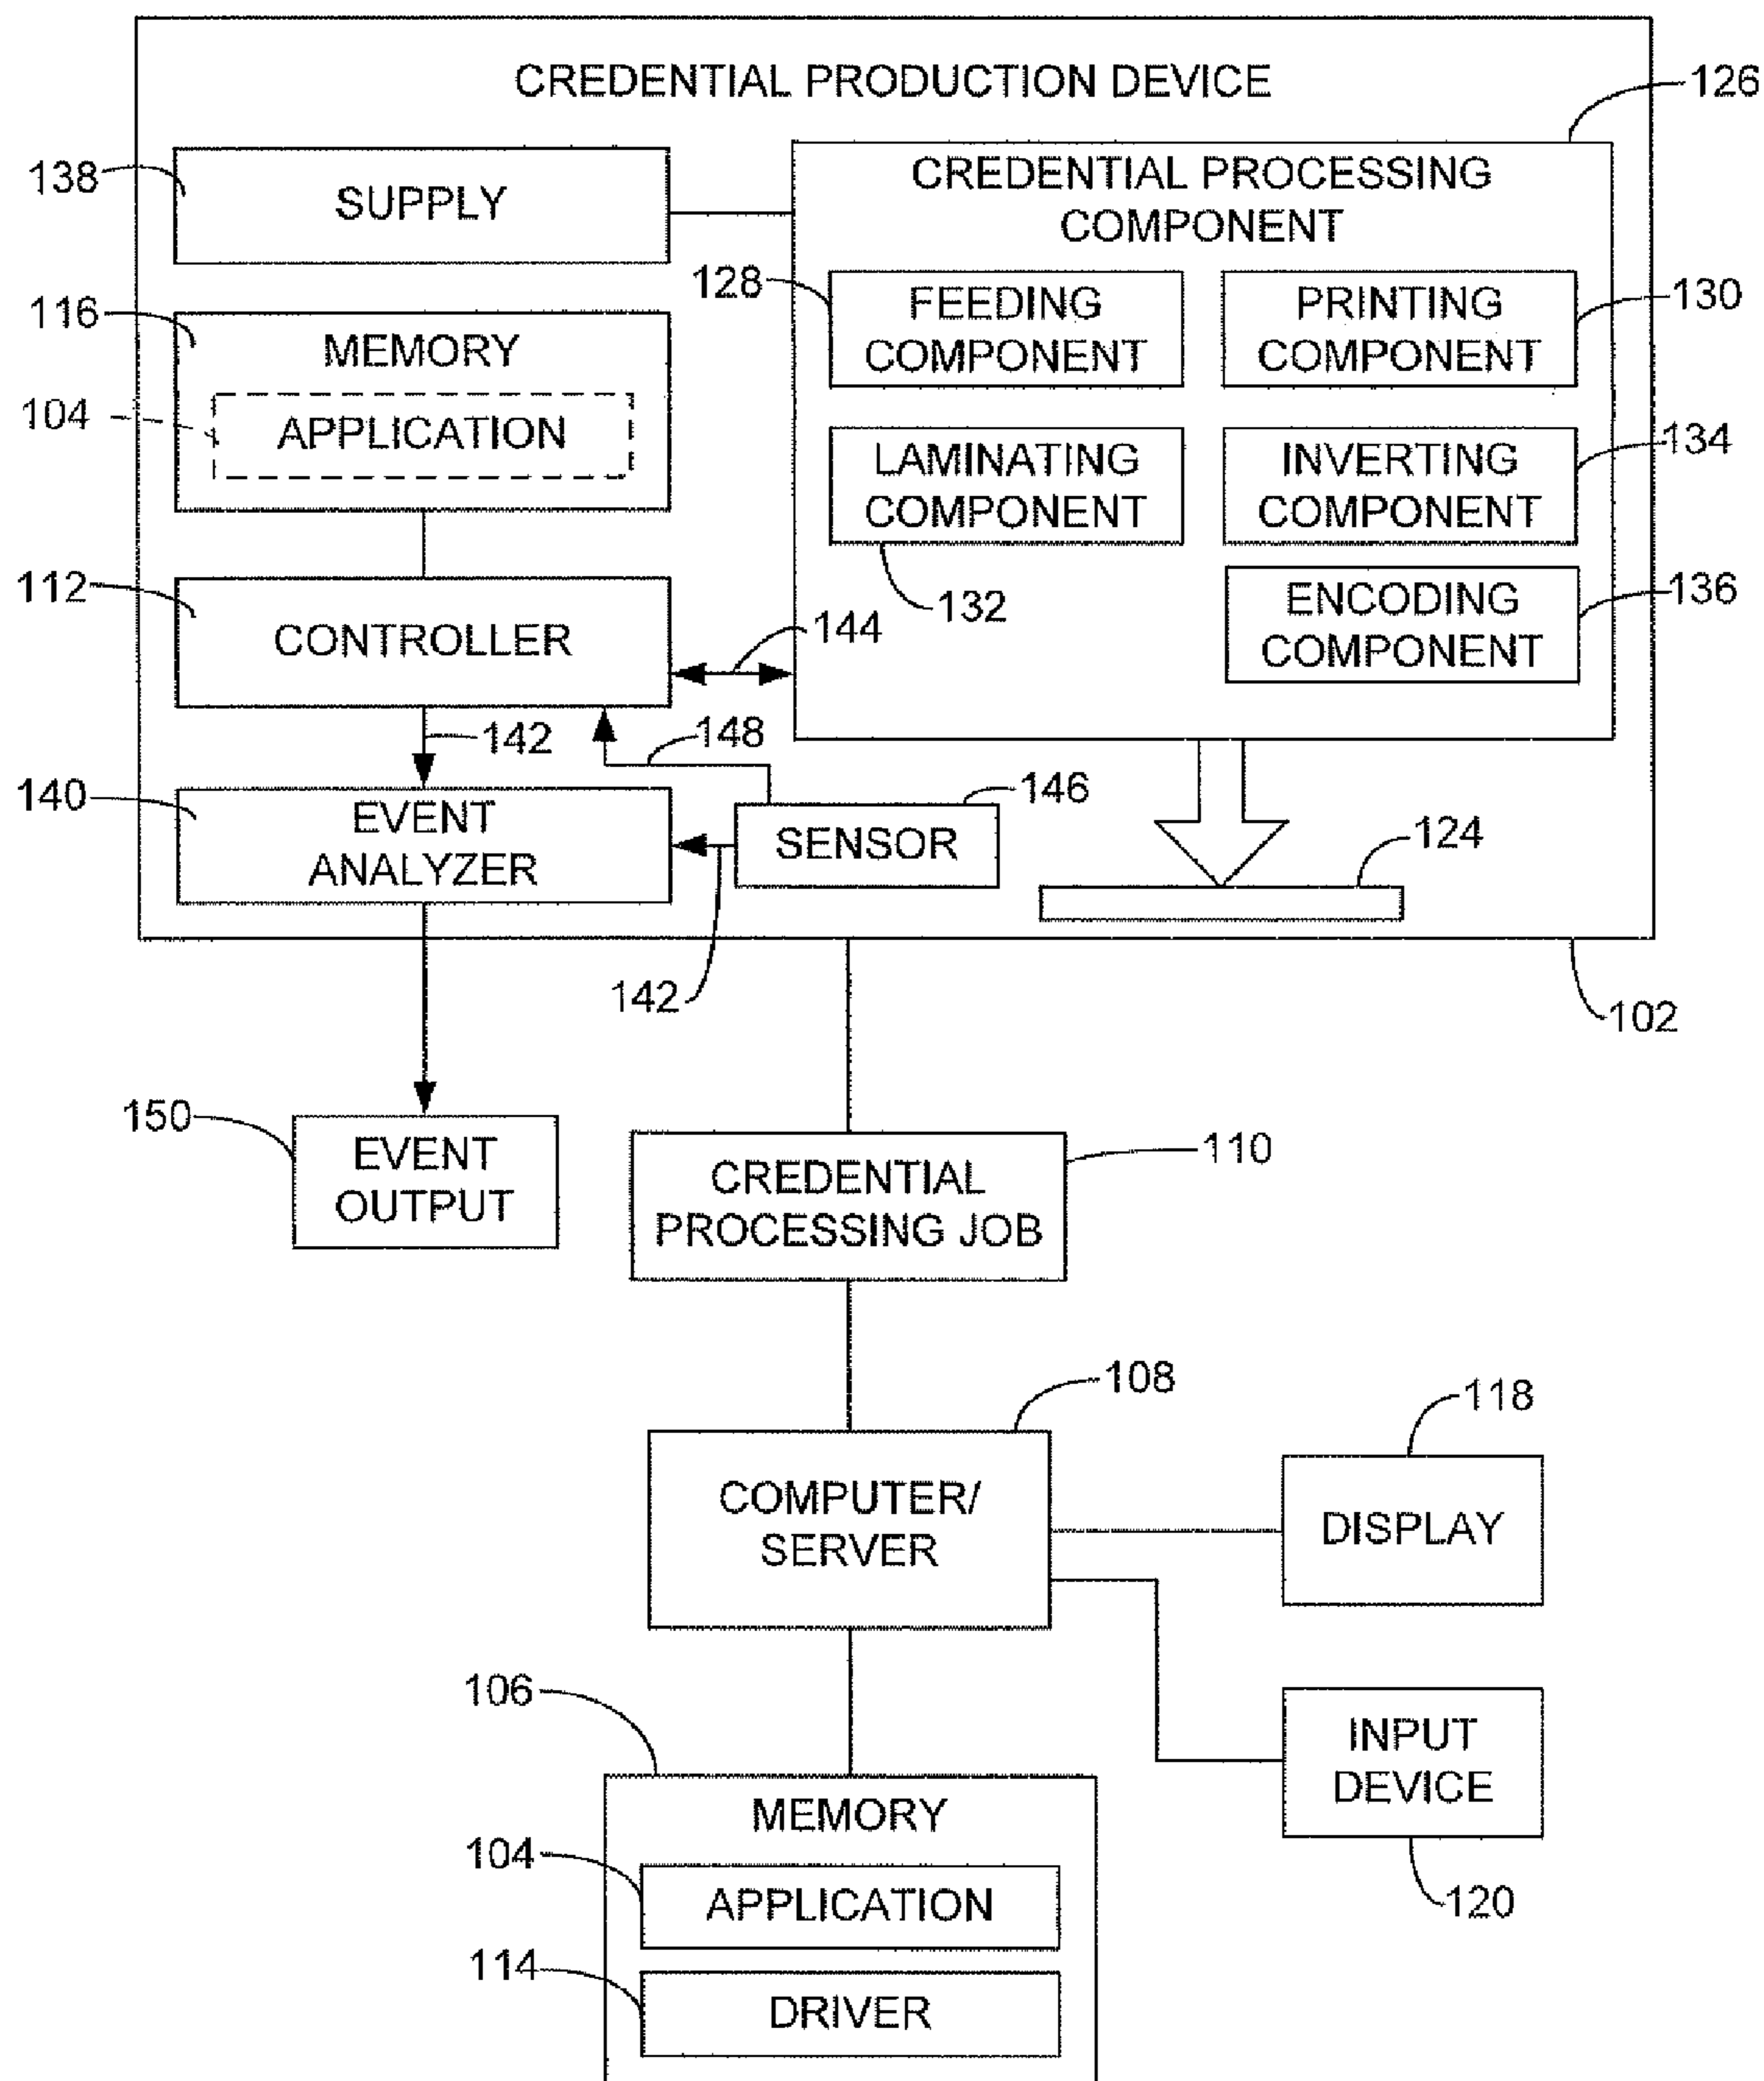 CREDENTIAL PRODUCTION DEVICE
126
138
SUPPLY
CREDENTIAL PROCESSING
COMPONENT
128
FEEDING
COMPONENT
PRINTING
COMPONENT
130
116
MEMORY
104
APPLICATION
LAMINATING
COMPONENT
132
INVERTING
COMPONENT
134
112
CONTROLLER
144
ENCODING
COMPONENT
136
142
148
140
EVENT
ANALYZER
146
SENSOR
124
142
102
150
EVENT
OUTPUT
110
CREDENTIAL
PROCESSING JOB
108
COMPUTER/
SERVER
118
DISPLAY
106
MEMORY
INPUT
DEVICE
120
104
APPLICATION
114
DRIVER